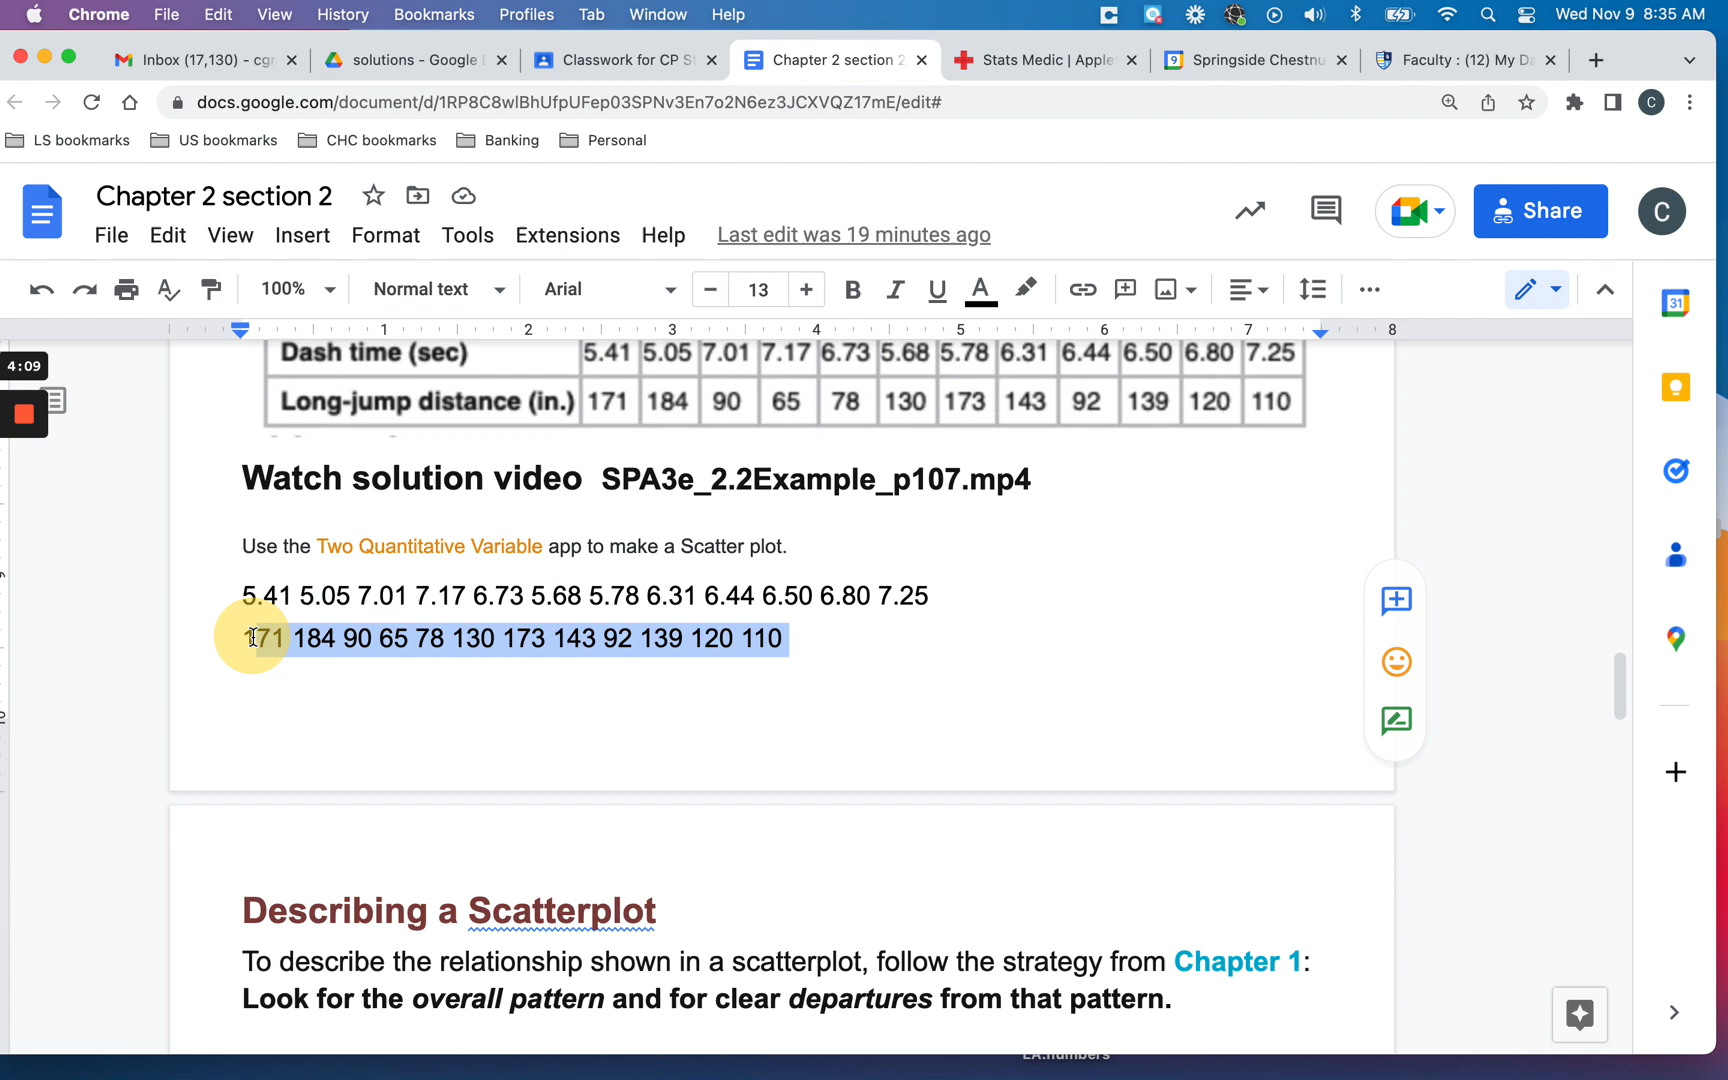 Chrome File Edit View History Bookmarks Profiles Tab Window Help Wed Nov 9 8:35 AM
Inbox (17,130) - cgr solutions - Google Classwork for CP St Chapter 2 section 2 Stats Medic | Apple Springside Chestnu Faculty : (12) My Da
docs.google.com/document/d/1RP8C8wlBhUfpUFep03SPNv3En7o2N6ez3JCXVQZ17mE/edit# C
LS bookmarks US bookmarks CHC bookmarks Banking Personal
Chapter 2 section 2 Share C
File Edit View Insert Format Tools Extensions Help Last edit was 19 minutes ago
100% Normal text Arial 13 B I U A
31
1 2 3 4 5 6 7 8
4:09
Dash time (sec) 5.41 5.05 7.01 7.17 6.73 5.68 5.78 6.31 6.44 6.50 6.80 7.25
Long-jump distance (in.) 171 184 90 65 78 130 173 143 92 139 120 110
Watch solution video SPA3e_2.2Example_p107.mp4
Use the Two Quantitative Variable app to make a Scatter plot.
5.41 5.05 7.01 7.17 6.73 5.68 5.78 6.31 6.44 6.50 6.80 7.25
171 184 90 65 78 130 173 143 92 139 120 110
Describing a Scatterplot
To describe the relationship shown in a scatterplot, follow the strategy from Chapter 1:
Look for the overall pattern and for clear departures from that pattern.